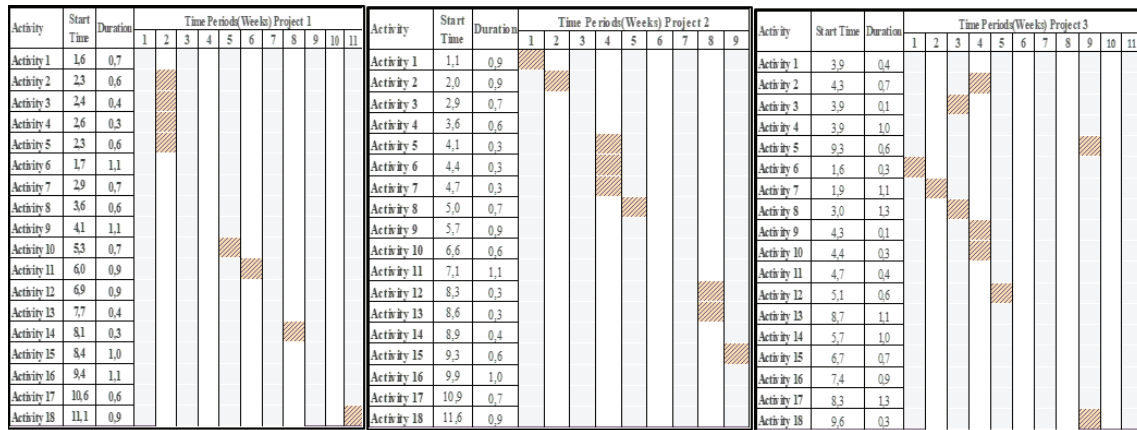 Activity Start Time Duration Time Periods(Weeks) Project 1
1 2 3 4 5 6 7 8 9 10 11
Activity 1 1,6 0,7
Activity 2 2,3 0,6
Activity 3 2,4 0,4
Activity 4 2,6 0,3
Activity 5 2,3 0,6
Activity 6 1,7 1,1
Activity 7 2,9 0,7
Activity 8 3,6 0,6
Activity 9 4,1 1,1
Activity 10 5,3 0,7
Activity 11 6,0 0,9
Activity 12 6,9 0,9
Activity 13 7,7 0,4
Activity 14 8,1 0,3
Activity 15 8,4 1,0
Activity 16 9,4 1,1
Activity 17 10,6 0,6
Activity 18 11,1 0,9
Activity Start Time Duration Time Periods(Weeks) Project 2
1 2 3 4 5 6 7 8 9
Activity 1 1,1 0,9
Activity 2 2,0 0,9
Activity 3 2,9 0,7
Activity 4 3,6 0,6
Activity 5 4,1 0,3
Activity 6 4,4 0,3
Activity 7 4,7 0,3
Activity 8 5,0 0,7
Activity 9 5,7 0,9
Activity 10 6,6 0,6
Activity 11 7,1 1,1
Activity 12 8,3 0,3
Activity 13 8,6 0,3
Activity 14 8,9 0,4
Activity 15 9,3 0,6
Activity 16 9,9 1,0
Activity 17 10,9 0,7
Activity 18 11,6 0,9
Activity Start Time Duration Time Periods(Weeks) Project 3
1 2 3 4 5 6 7 8 9 10 11
Activity 1 3,9 0,4
Activity 2 4,3 0,7
Activity 3 3,9 0,1
Activity 4 3,9 1,0
Activity 5 9,3 0,6
Activity 6 1,6 0,3
Activity 7 1,9 1,1
Activity 8 3,0 1,3
Activity 9 4,3 0,1
Activity 10 4,4 0,3
Activity 11 4,7 0,4
Activity 12 5,1 0,6
Activity 13 8,7 1,1
Activity 14 5,7 1,0
Activity 15 6,7 0,7
Activity 16 7,4 0,9
Activity 17 8,3 1,3
Activity 18 9,6 0,3